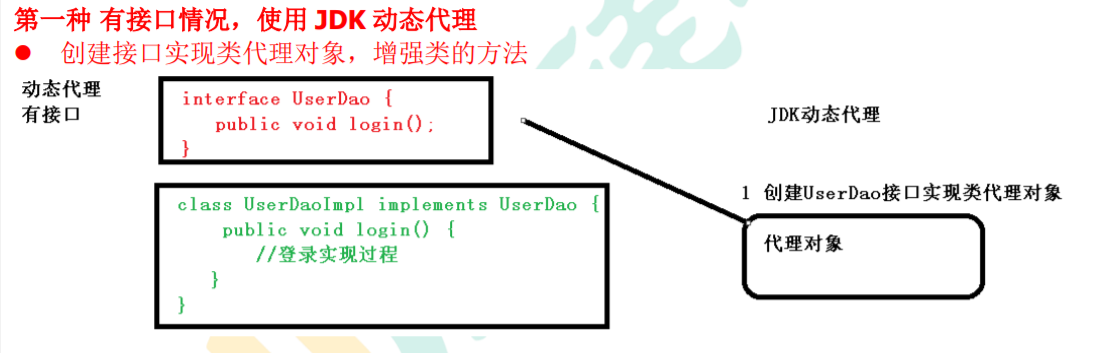 第一种 有接口情况，使用 JDK 动态代理
● 创建接口实现类代理对象，增强类的方法
动态代理
有接口
interface UserDao {
public void login();
}
class UserDaoImpl implements UserDao {
public void login() {
//登录实现过程
}
}
JDK动态代理
1 创建UserDao接口实现类代理对象
代理对象